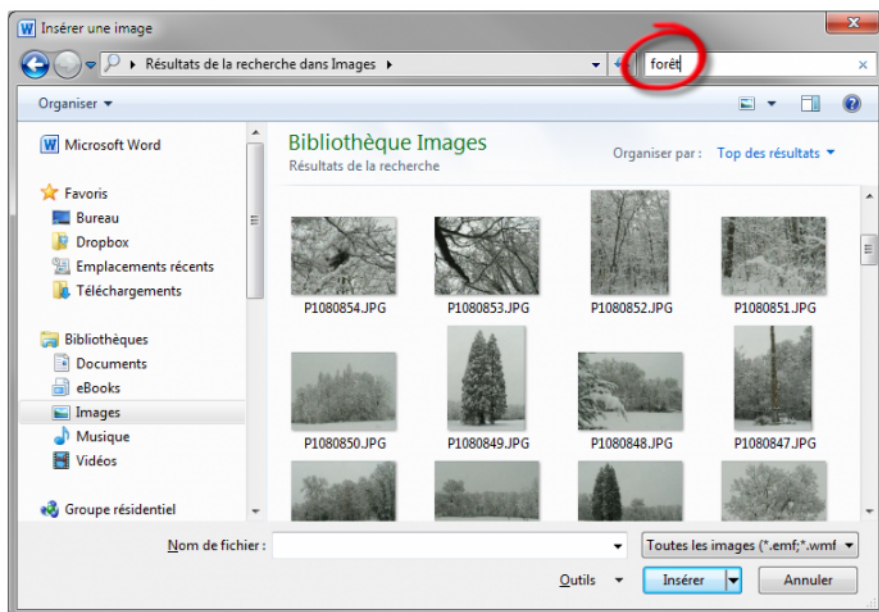 Insérer une image
Résultats de la recherche dans Images
forêt
Organiser
Microsoft Word
Favoris
Bureau
Dropbox
Emplacements récents
Téléchargements
Bibliothèques
Documents
eBooks
Images
Musique
Vidéos
Groupe résidentiel
Bibliothèque Images
Résultats de la recherche
Organiser par : Top des résultats
P1080854.JPG P1080853.JPG P1080852.JPG P1080851.JPG
P1080850.JPG P1080849.JPG P1080848.JPG P1080847.JPG
Nom de fichier : Toutes les images (*.emf;*.wmf
Outils Insérer Annuler